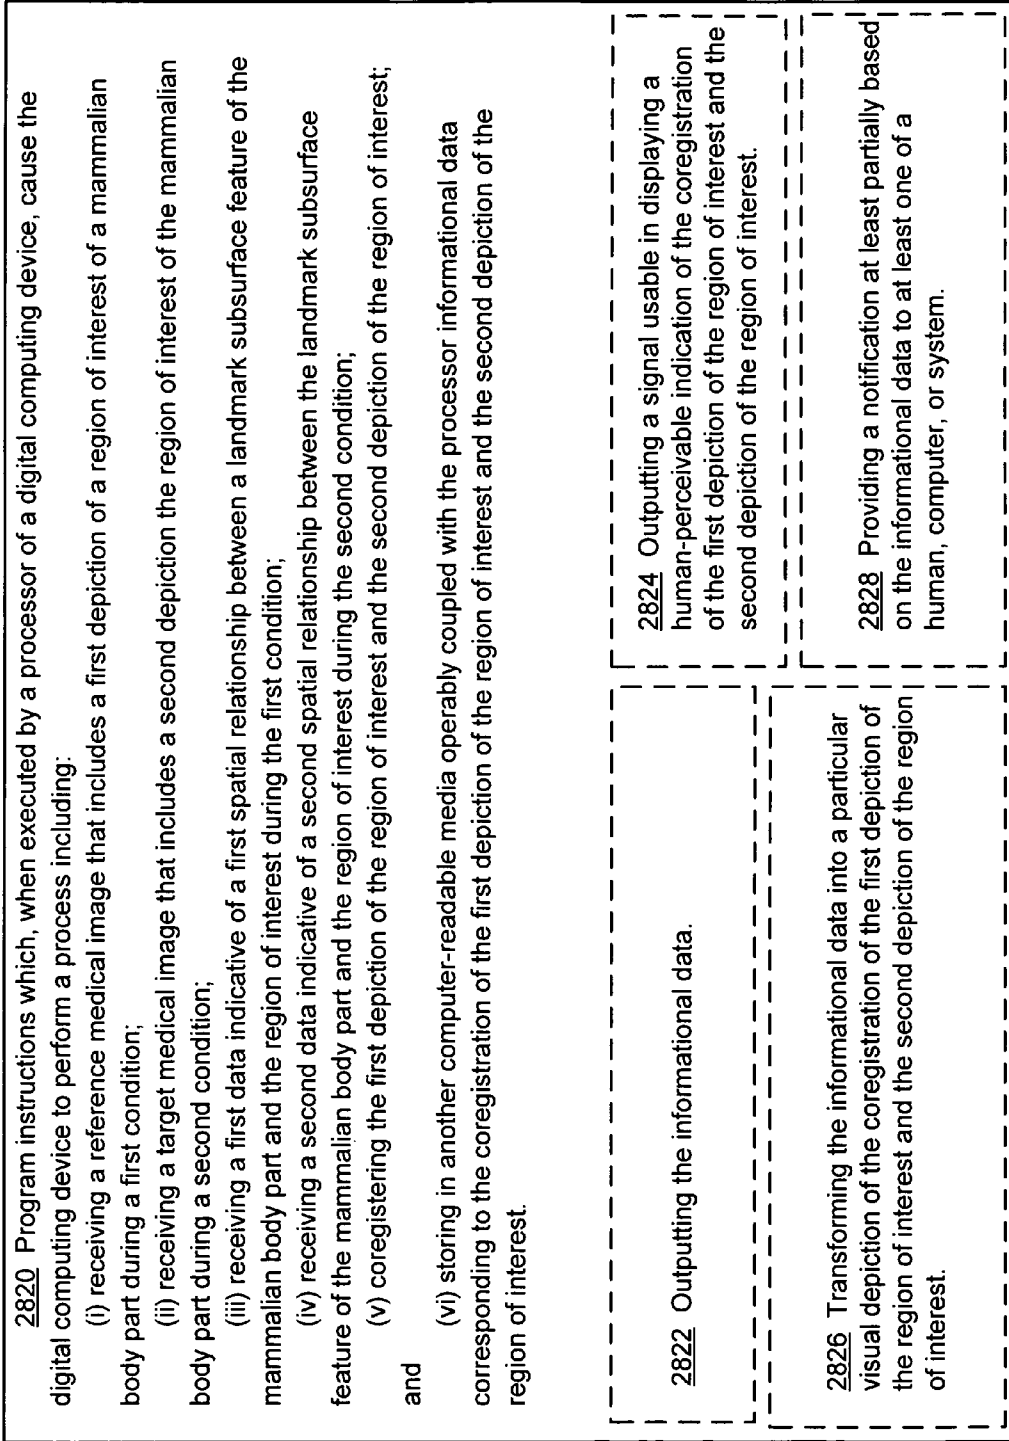 2820 Program instructions which, when executed by a processor of a digital computing device, cause the
digital computing device to perform a process including:
(i) receiving a reference medical image that includes a first depiction of a region of interest of a mammalian
body part during a first condition;
(ii) receiving a target medical image that includes a second depiction the region of interest of the mammalian
body part during a second condition;
(iii) receiving a first data indicative of a first spatial relationship between a landmark subsurface feature of the
mammalian body part and the region of interest during the first condition;
(iv) receiving a second data indicative of a second spatial relationship between the landmark subsurface
feature of the mammalian body part and the region of interest during the second condition;
(v) coregistering the first depiction of the region of interest and the second depiction of the region of interest;
and
(vi) storing in another computer-readable media operably coupled with the processor informational data
corresponding to the coregistration of the first depiction of the region of interest and the second depiction of the
region of interest.
2822 Outputting the informational data.
2824 Outputting a signal usable in displaying a
human-perceivable indication of the coregistration
of the first depiction of the region of interest and the
second depiction of the region of interest.
2826 Transforming the informational data into a particular
visual depiction of the coregistration of the first depiction of
the region of interest and the second depiction of the region
of interest.
2828 Providing a notification at least partially based
on the informational data to at least one of a
human, computer, or system.